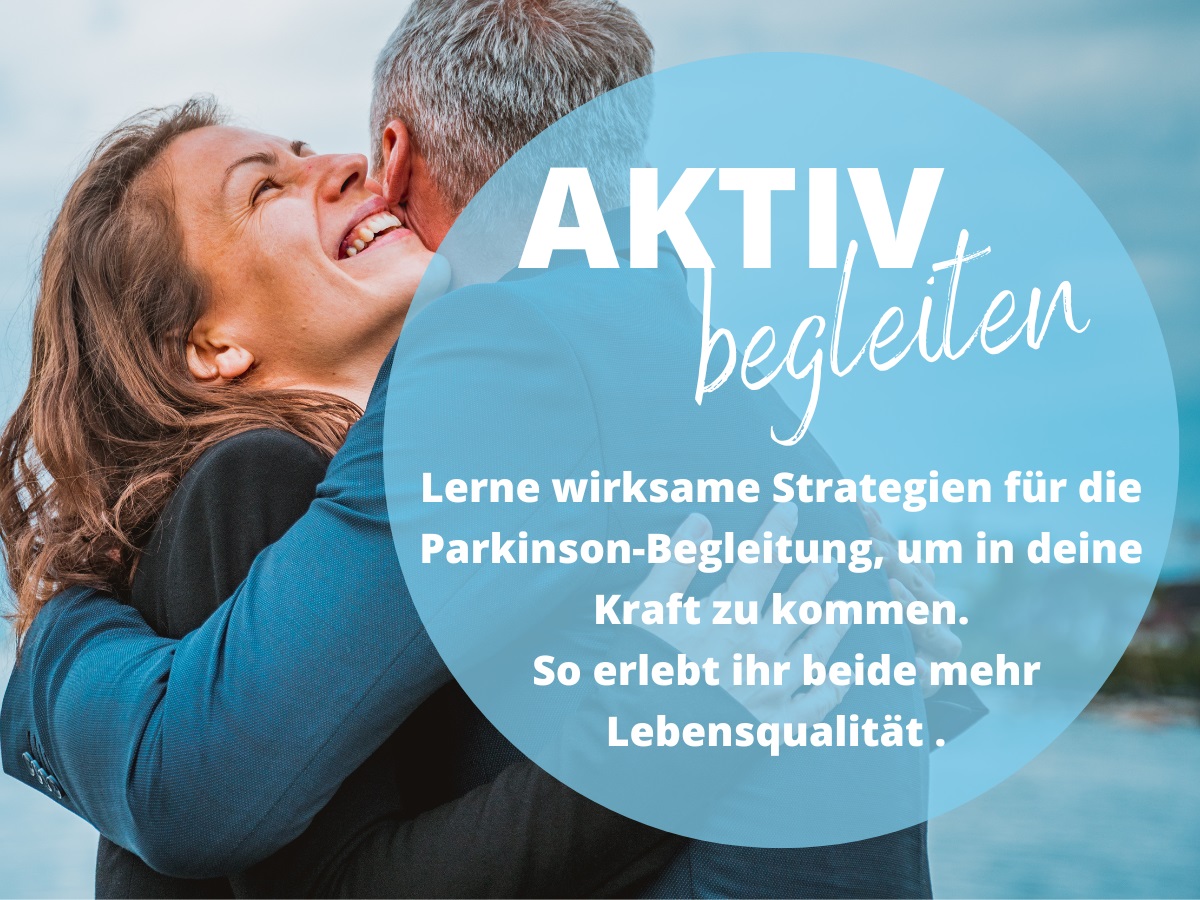 AKTIV
begleiten
Lerne wirksame Strategien für die
Parkinson-Begleitung, um in deine
Kraft zu kommen.
So erlebt ihr beide mehr
Lebensqualität .